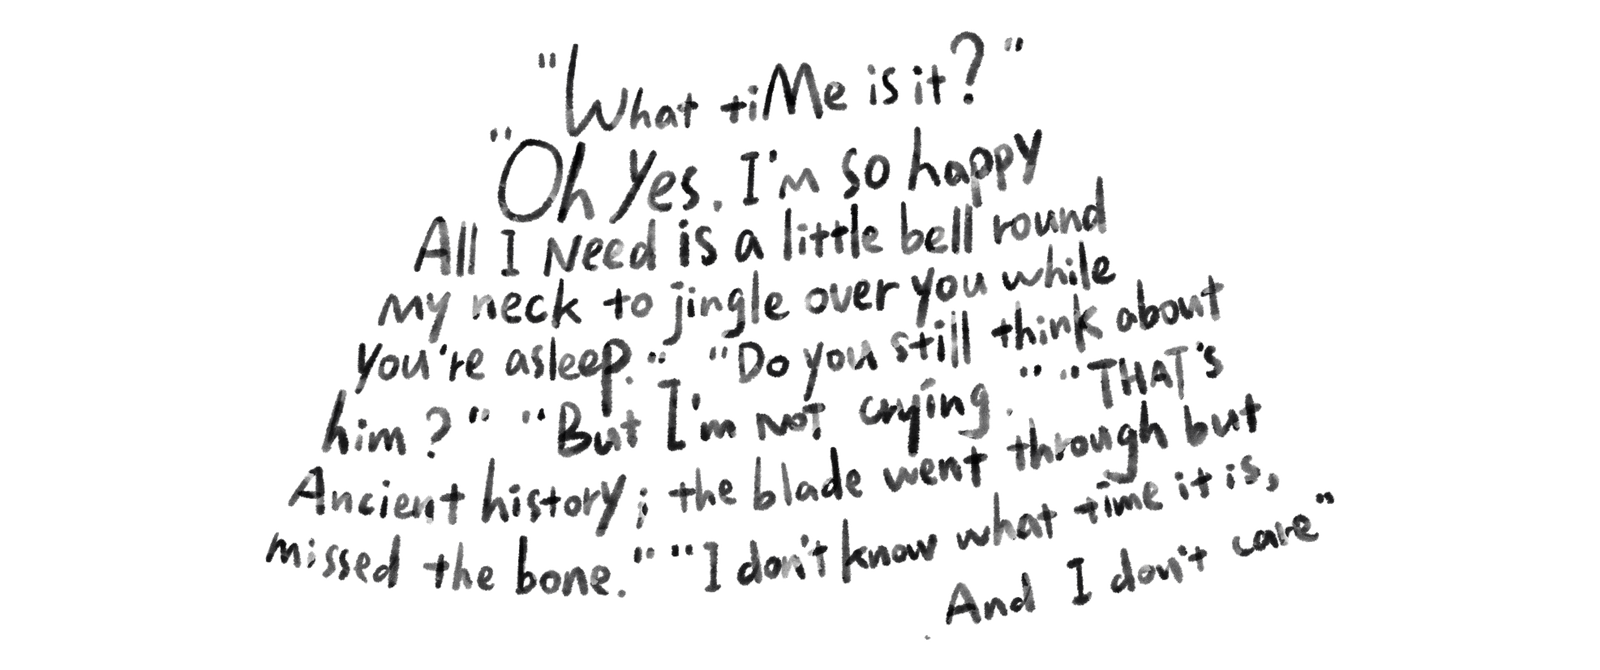 "What tiMe is it?"
"Oh Yes. I'm so happy
All I Need is a little bell round
my neck to jingle over you while
you're asleep." "Do you still think about
him?" "But I'm NOT crying." "THAT's
Ancient history; the blade went through but
missed the bone." "I don't know what time it is,
And I don't care"